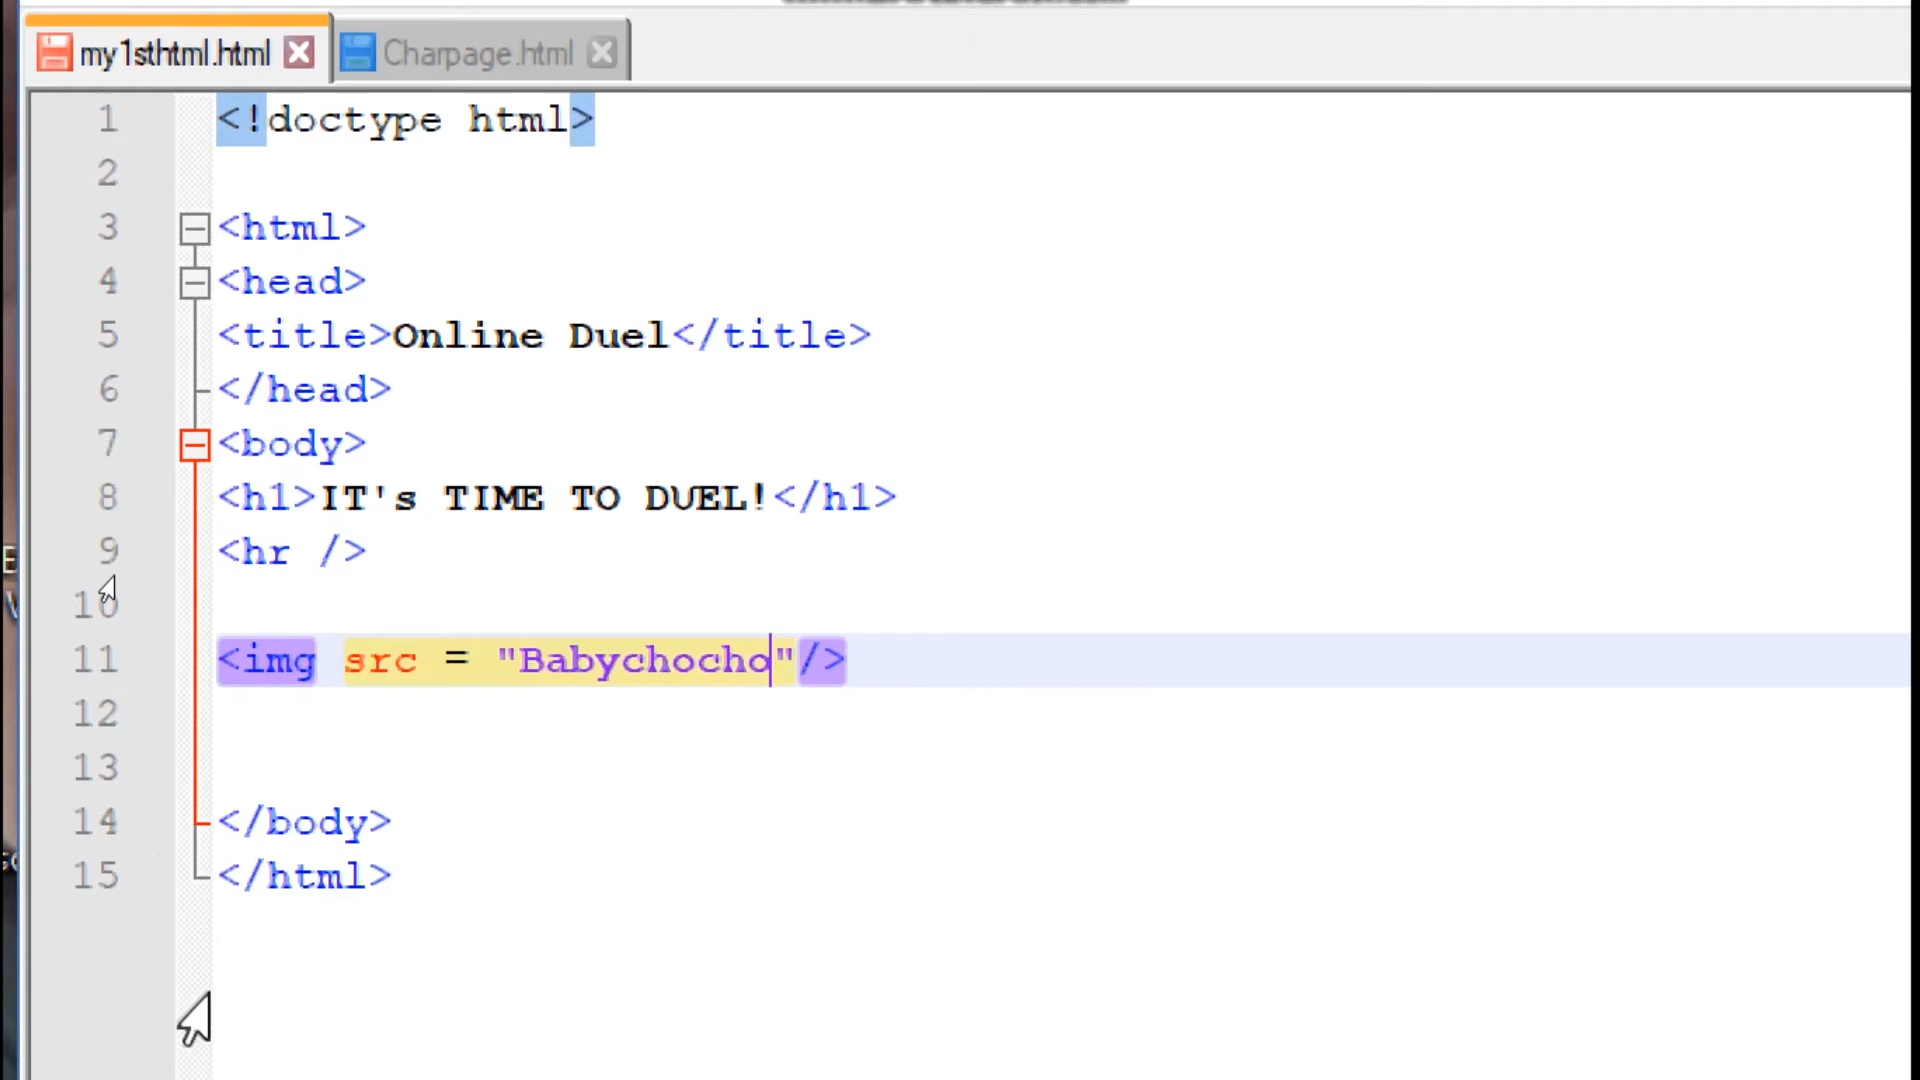 my1sthtml.html Charpage.html
1 <!doctype html>
2
3 <html>
4 <head>
5 <title>Online Duel</title>
6 </head>
7 <body>
8 <h1>IT's TIME TO DUEL!</h1>
9 <hr />
10
11 <img src = "Babychocho"/>
12
13
14 </body>
15 </html>